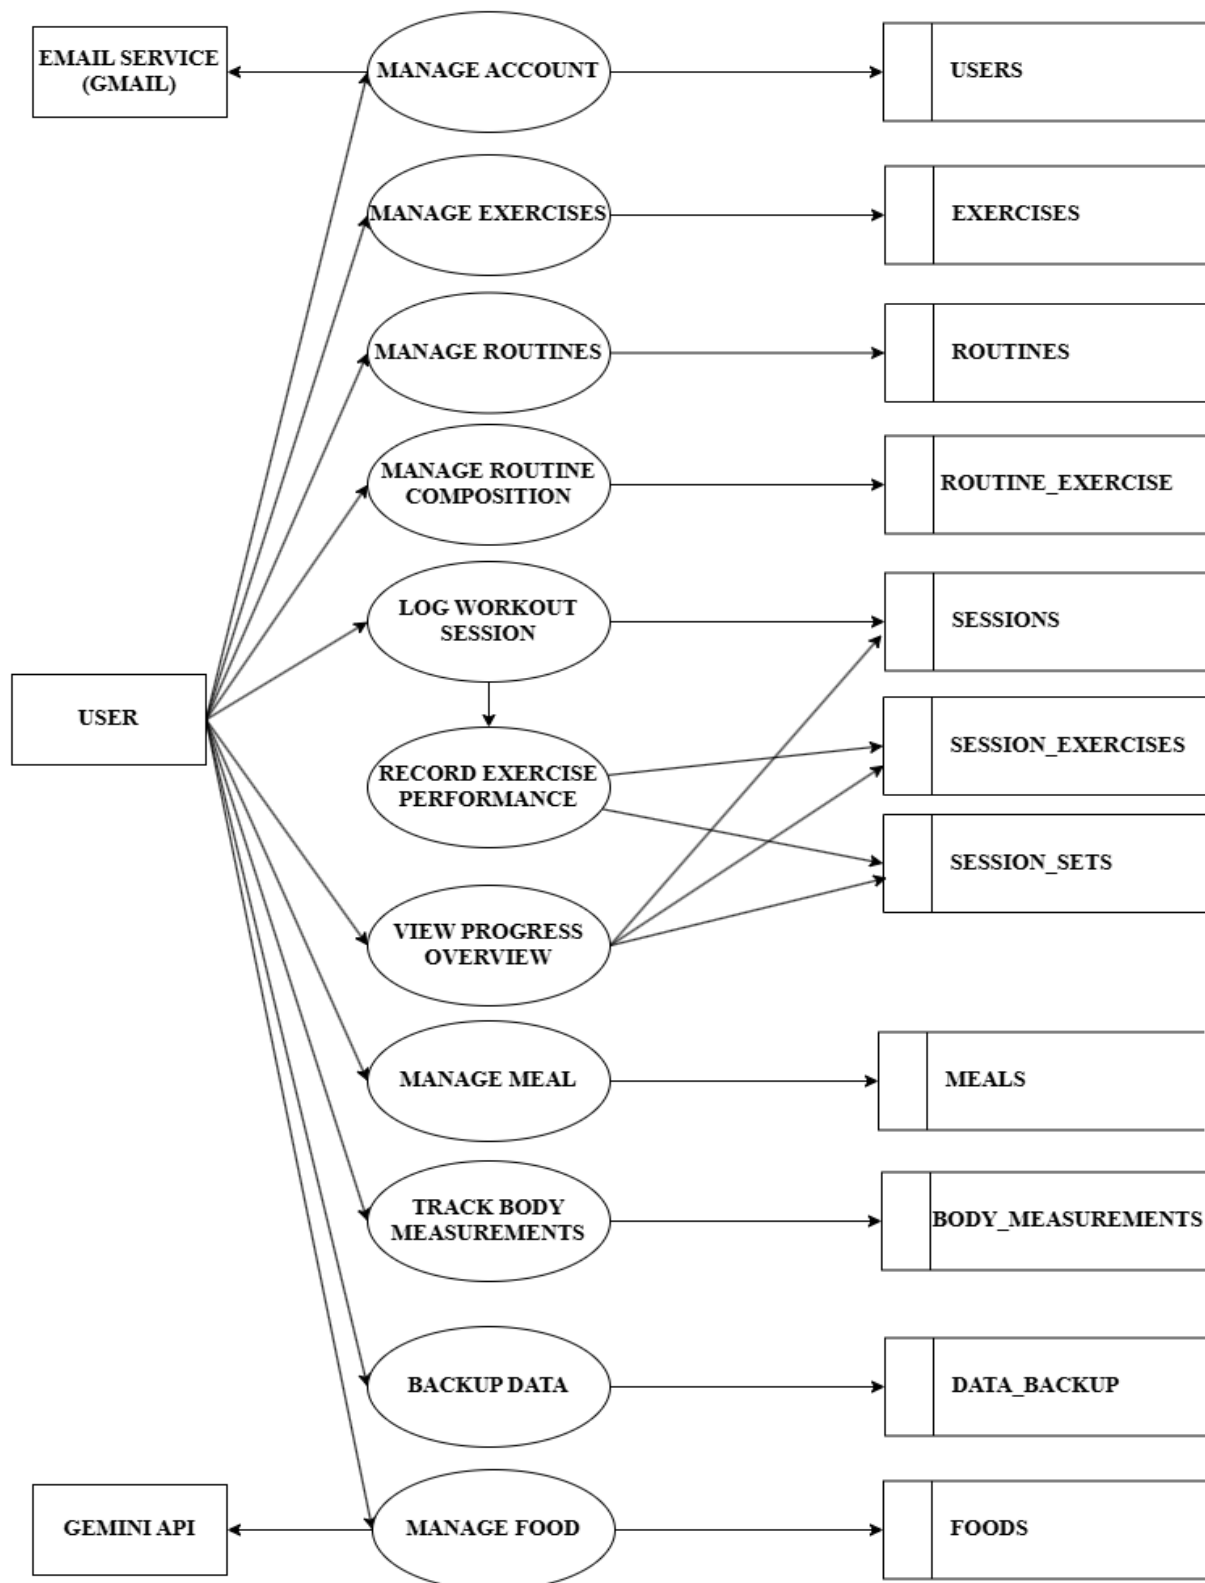 EMAIL SERVICE
(GMAIL)
MANAGE ACCOUNT
USERS
MANAGE EXERCISES
EXERCISES
MANAGE ROUTINES
ROUTINES
MANAGE ROUTINE
COMPOSITION
ROUTINE_EXERCISE
LOG WORKOUT
SESSION
SESSIONS
USER
RECORD EXERCISE
PERFORMANCE
SESSION_EXERCISES
SESSION_SETS
VIEW PROGRESS
OVERVIEW
MANAGE MEAL
MEALS
TRACK BODY
MEASUREMENTS
BODY_MEASUREMENTS
BACKUP DATA
DATA_BACKUP
GEMINI API
MANAGE FOOD
FOODS